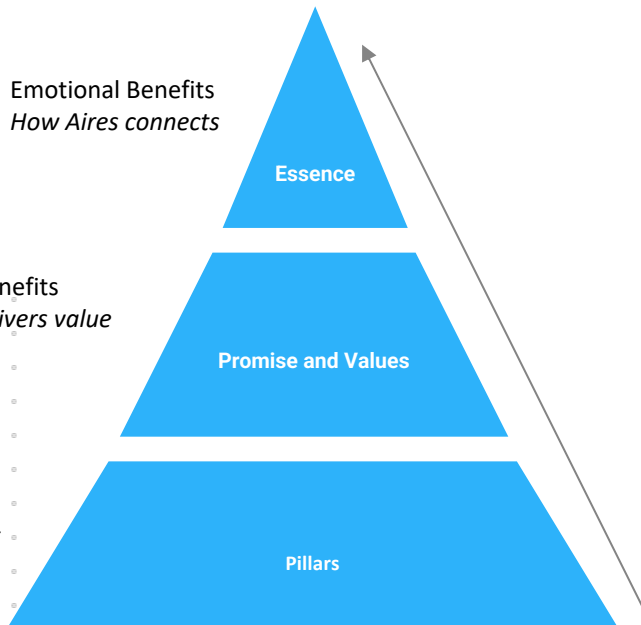 Emotional Benefits
How Aires connects
Essence
nefits
ivers value
Promise and Values
Pillars